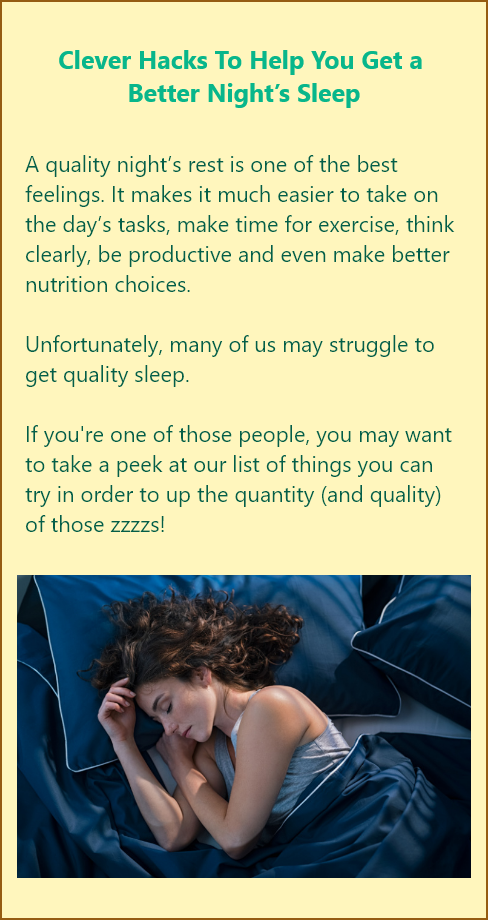 Clever Hacks To Help You Get a
Better Night’s Sleep
A quality night’s rest is one of the best
feelings. It makes it much easier to take on
the day’s tasks, make time for exercise, think
clearly, be productive and even make better
nutrition choices.
Unfortunately, many of us may struggle to
get quality sleep.
If you're one of those people, you may want
to take a peek at our list of things you can
try in order to up the quantity (and quality)
of those zzzzs!